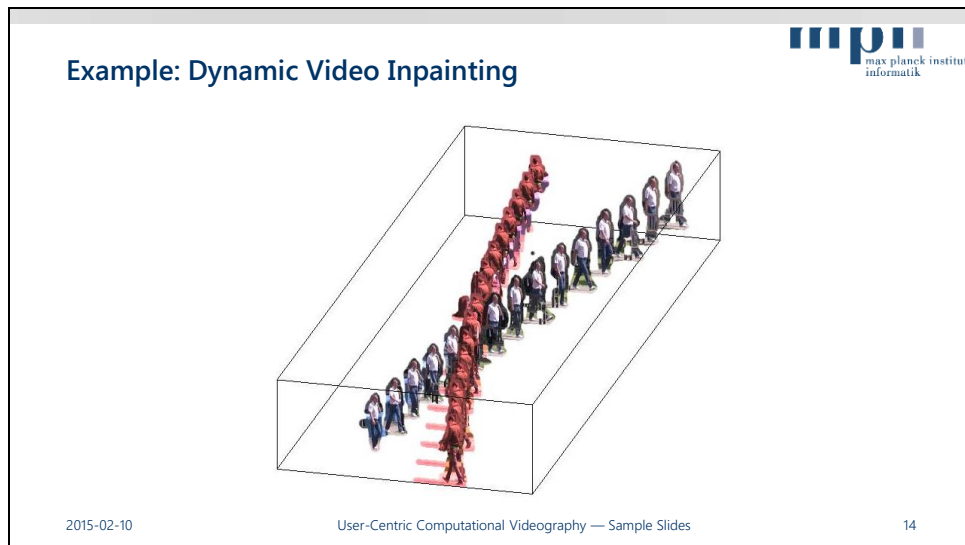 Example: Dynamic Video Inpainting
max planck institut
informatik
2015-02-10
User-Centric Computational Videography — Sample Slides
14